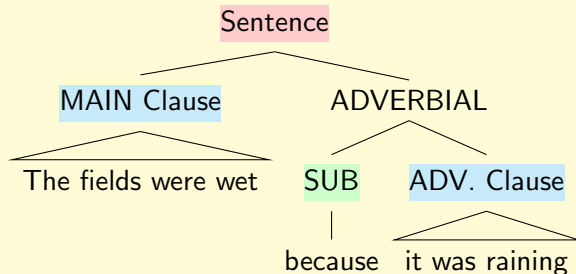 Sentence
MAIN Clause ADVERBIAL
The fields were wet SUB ADV. Clause
because it was raining